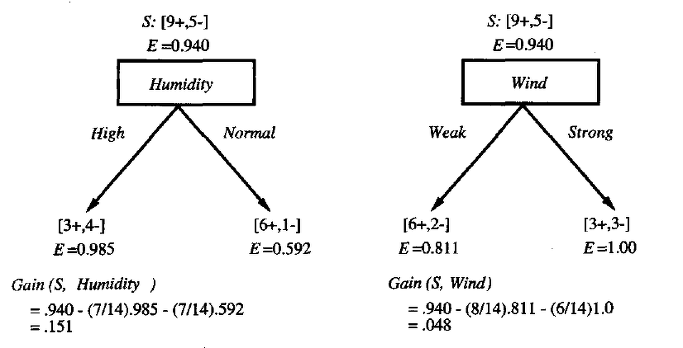 S: [9+,5-]
E =0.940
Humidity
High
Normal
[3+,4-]
E =0.985
[6+,1-]
E =0.592
Gain (S, Humidity )
= .940 - (7/14).985 - (7/14).592
= .151
S: [9+,5-]
E =0.940
Wind
Weak
Strong
[6+,2-]
E =0.811
[3+,3-]
E =1.00
Gain (S, Wind)
= .940 - (8/14).811 - (6/14)1.0
= .048